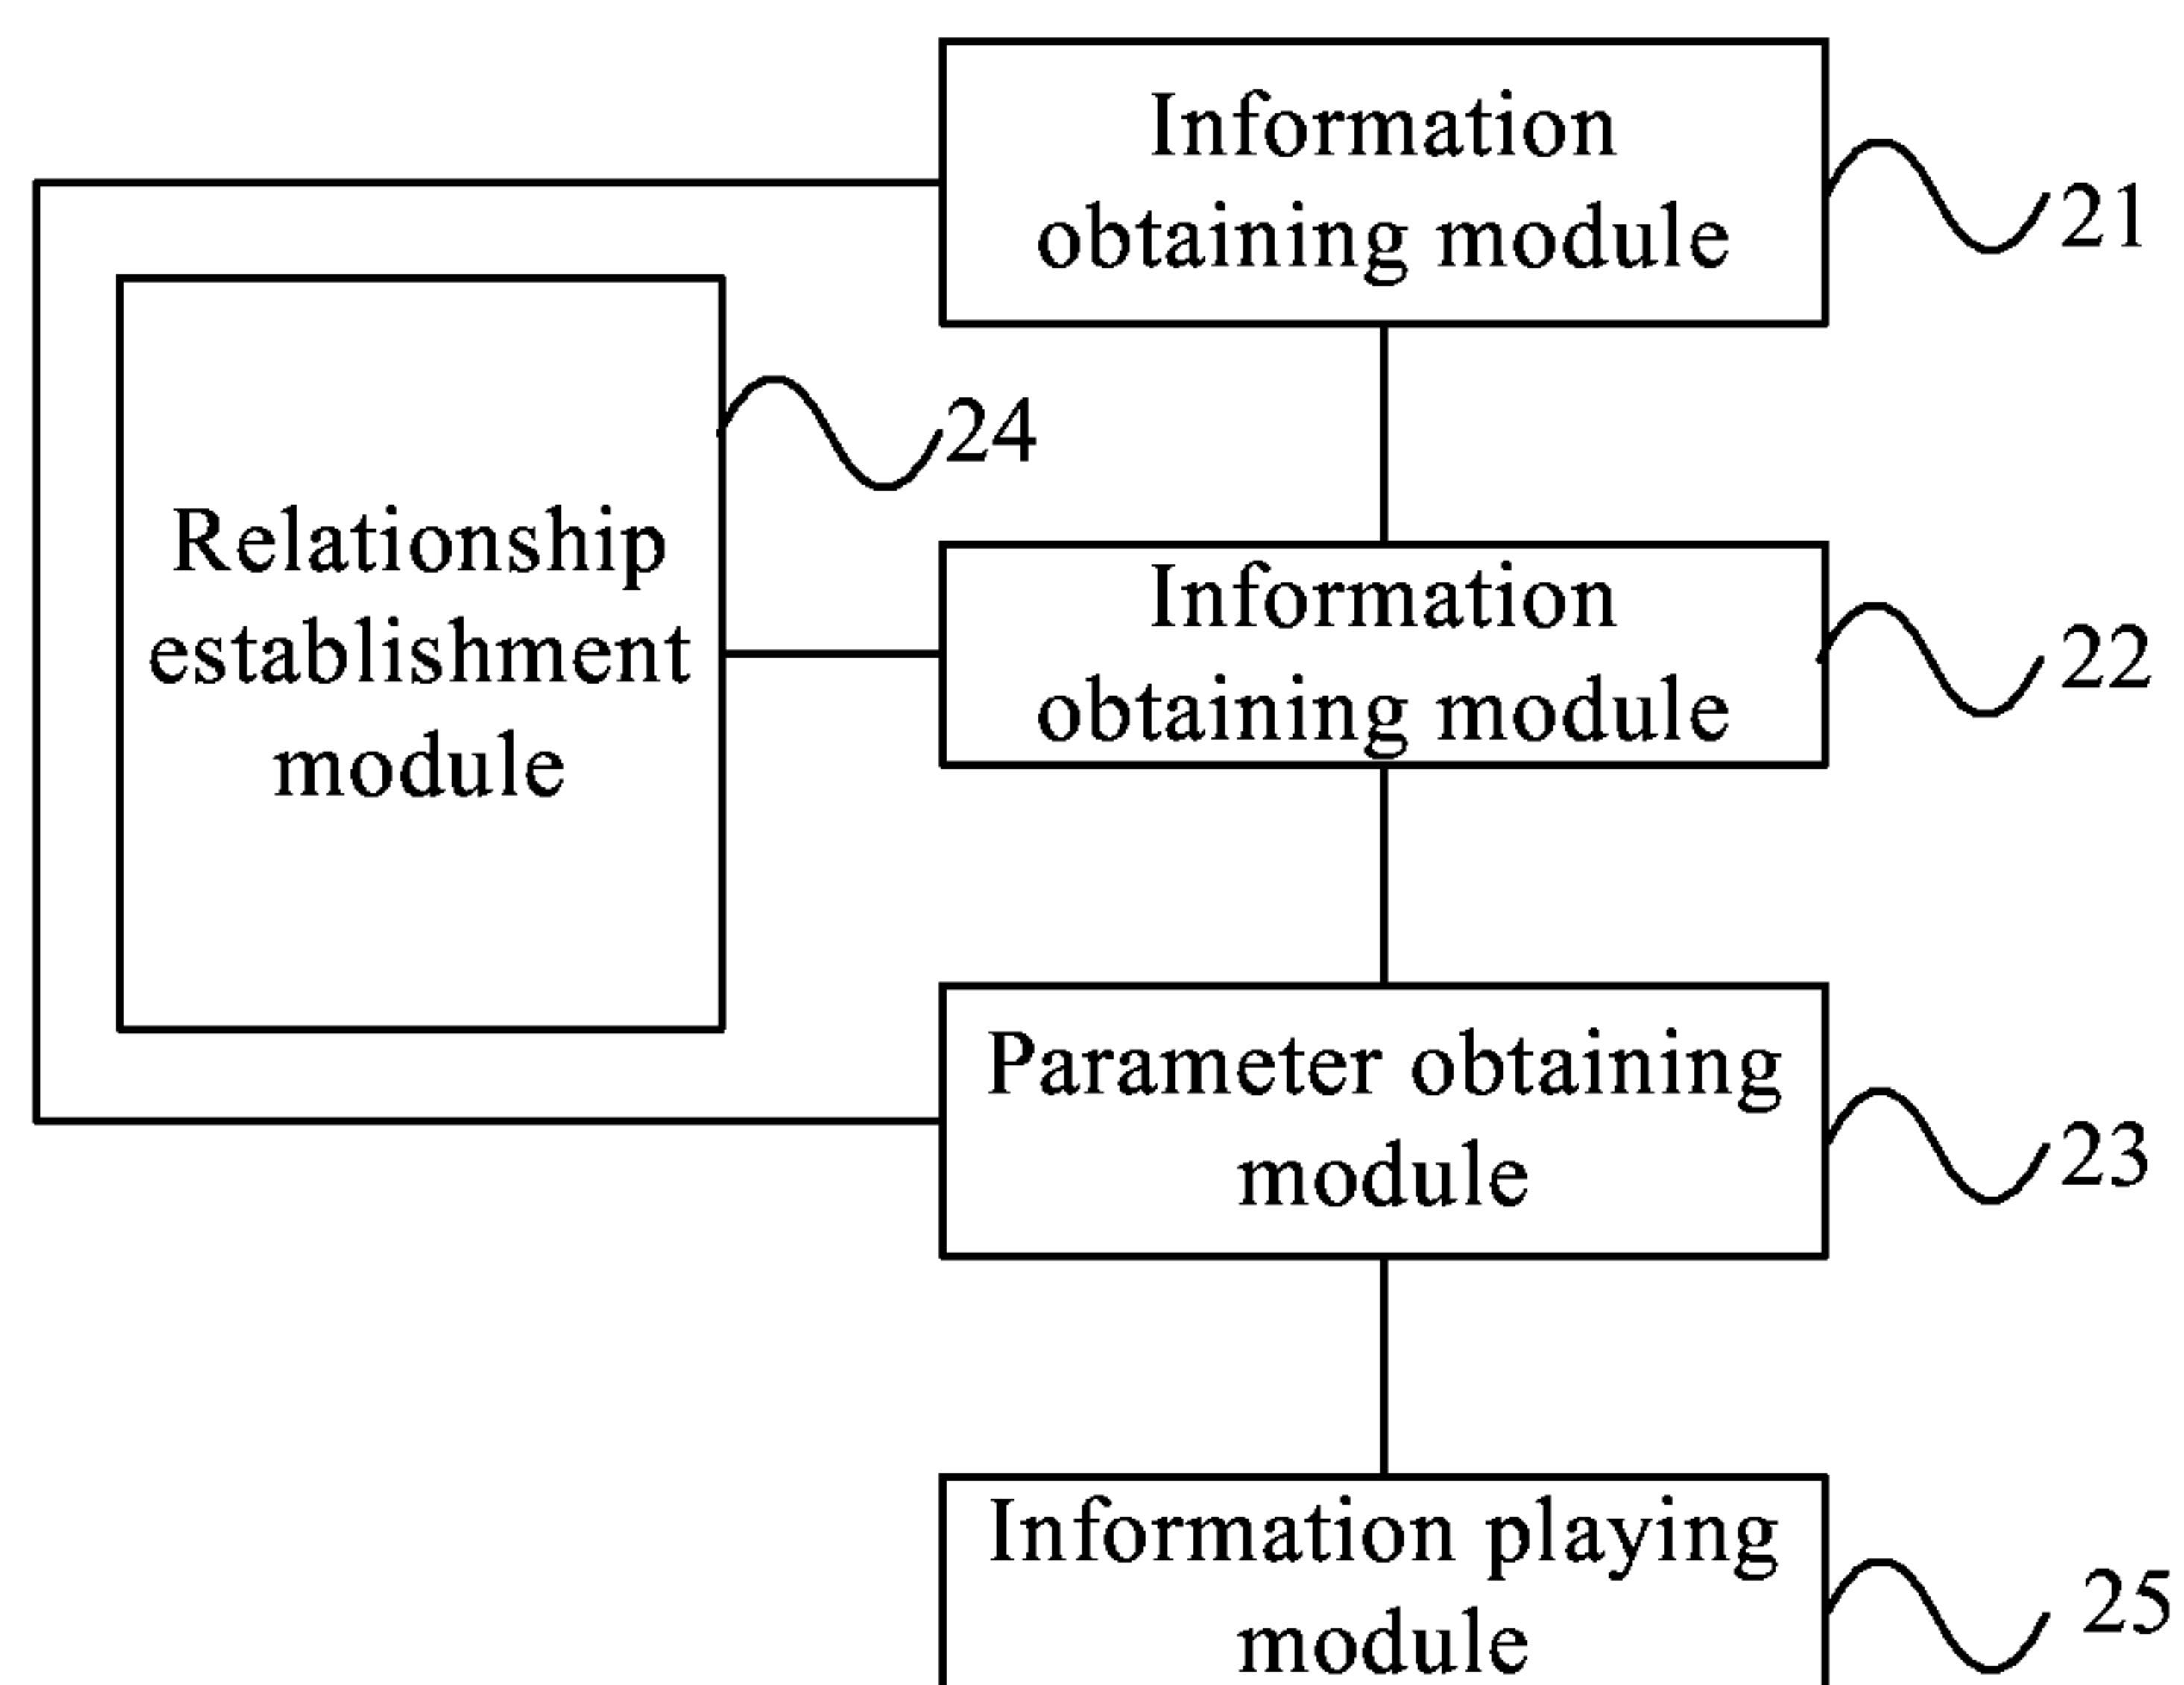 Information
obtaining module
21
24
Relationship
establishment
module
Information
obtaining module
22
Parameter obtaining
module
23
Information playing
module
25